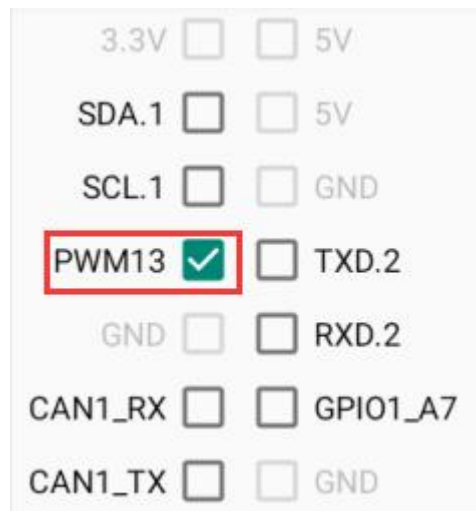 3.3V 5V
SDA.1 5V
SCL.1 GND
PWM13 TXD.2
GND RXD.2
CAN1_RX GPIO1_A7
CAN1_TX GND